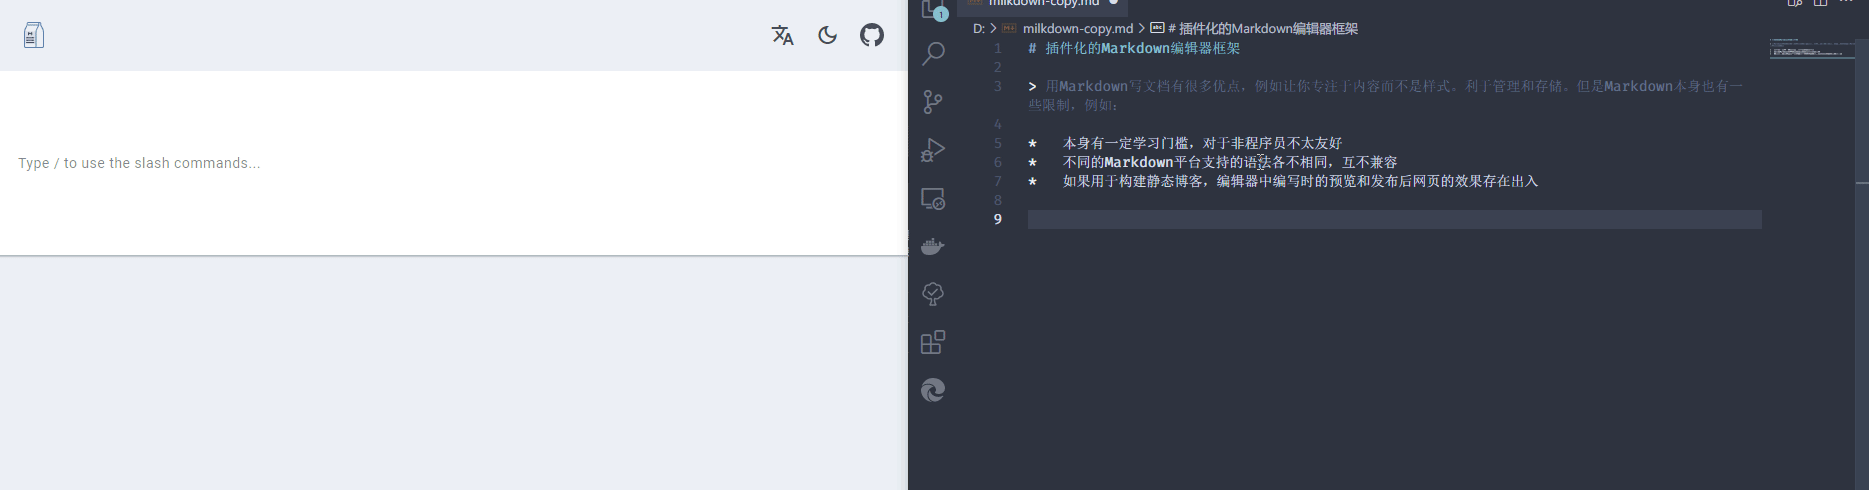 Type / to use the slash commands...
milkdown-copy.md
1
D: > milkdown-copy.md > # 插件化的Markdown编辑器框架
1 # 插件化的Markdown编辑器框架
2
3 > 用Markdown写文档有很多优点，例如让你专注于内容而不是样式。利于管理和存储。但是Markdown本身也有一
些限制，例如：
4
5 * 本身有一定学习门槛，对于非程序员不太友好
6 * 不同的Markdown平台支持的语法各不相同，互不兼容
7 * 如果用于构建静态博客，编辑器中编写时的预览和发布后网页的效果存在出入
8
9